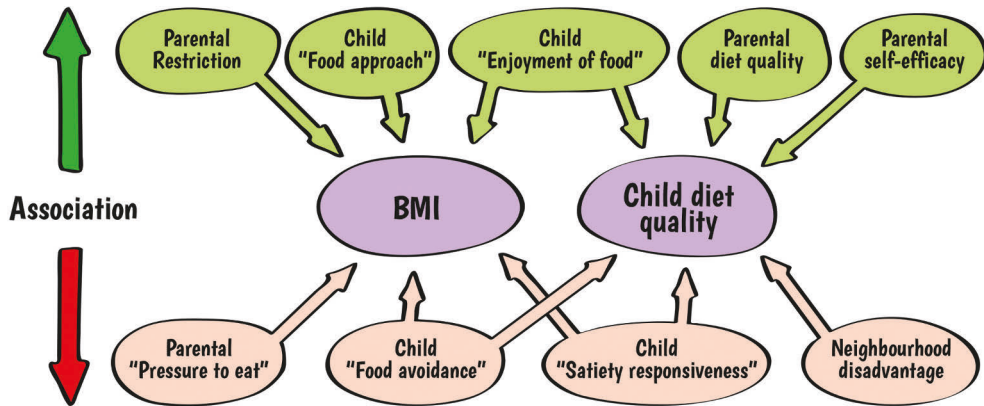 Parental
Restriction
Child
“Food approach”
Child
“Enjoyment of food”
Parental
diet quality
Parental
self-efficacy
Association
BMI
Child diet
quality
Parental
“Pressure to eat”
Child
“Food avoidance”
Child
“Satiety responsiveness”
Neighbourhood
disadvantage